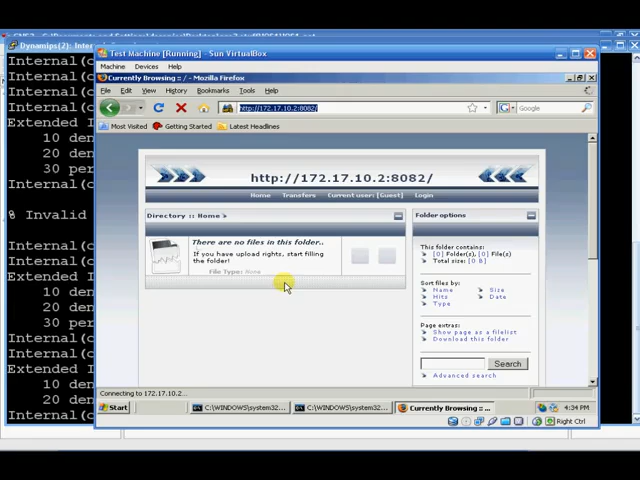 Dynamips(2):
Test Machine [Running] - Sun VirtualBox
Machine Devices Help
Currently Browsing :: / - Mozilla Firefox
File Edit View History Bookmarks Tools Help
http://172.17.10.2:8082/
Google
Most Visited Getting Started Latest Headlines
Internal(c
Internal(c
Internal(c
Internal(c
Extended I
10 den
20 den
30 per
Internal(c
% Invalid
Internal(c
Internal(c
Extended I
10 den
20 den
30 per
Internal(c
Internal(c
Extended I
10 den
20 den
Internal(c
http://172.17.10.2:8082/
Home Transfers Current user: [Guest] Login
Directory :: Home
There are no files in this folder..
If you have upload rights, start filling
the folder!
File Type: None
Folder options
This folder contains:
[0] Folder(s), [0] File(s)
Total size: [0 B]
Sort files by:
Name Size
Hits Date
Type
Page extras:
Show page as a filelist
Download this folder
Search
Advanced search
Connecting to 172.17.10.2...
Start C:\WINDOWS\system32... C:\WINDOWS\system32... Currently Browsing :: ... 4:34 PM
Right Ctrl